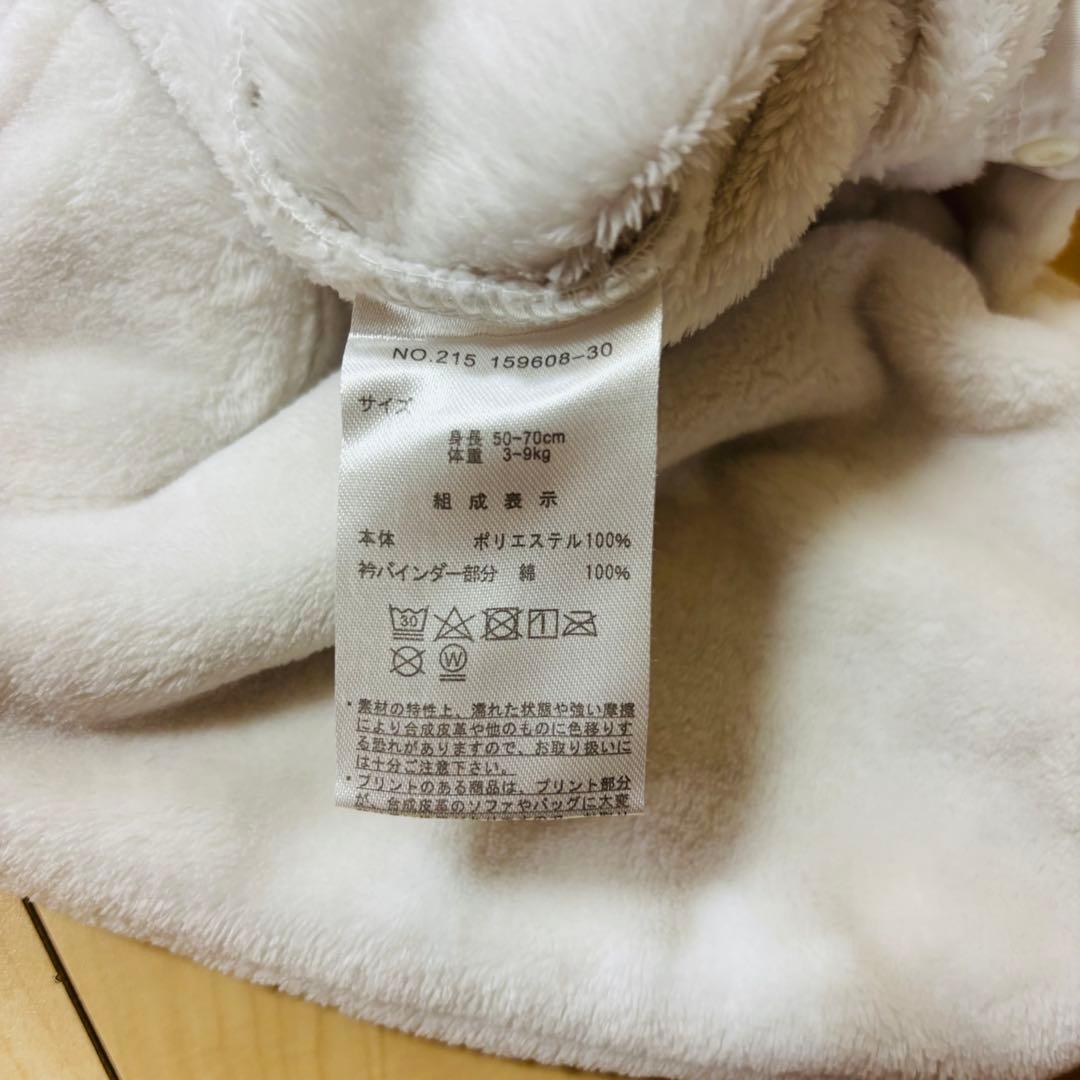 NO.215 159608-30
サイズ
身長 50-70cm
体重 3-9kg
組成表示
本体 ポリエステル100%
衿バインダー部分 綿 100%
30
W
*素材の特性上、濡れた状態や強い摩擦
により合成皮革や他のものに色移りす
る恐れがありますので、お取り扱いに
は十分ご注意下さい。
*プリントのある商品は、プリント部分
が、合成皮革のソファやバッグに大変